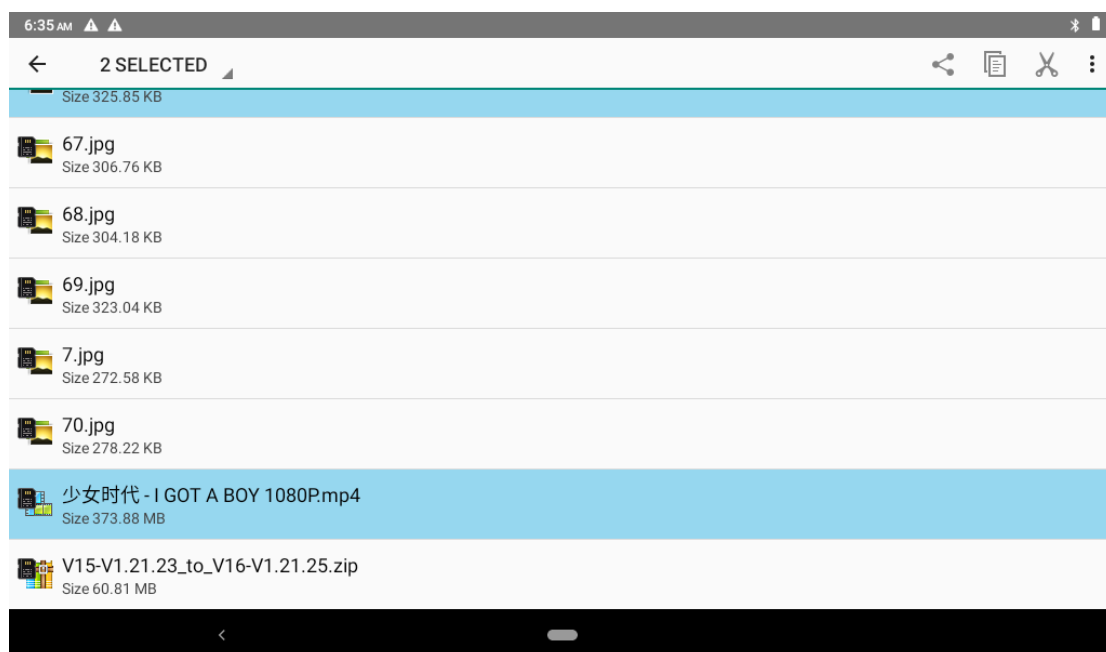 6:35 AM
2 SELECTED
Size 325.85 KB
67.jpg
Size 306.76 KB
68.jpg
Size 304.18 KB
69.jpg
Size 323.04 KB
7.jpg
Size 272.58 KB
70.jpg
Size 278.22 KB
少女时代 - I GOT A BOY 1080P.mp4
Size 373.88 MB
V15-V1.21.23_to_V16-V1.21.25.zip
Size 60.81 MB